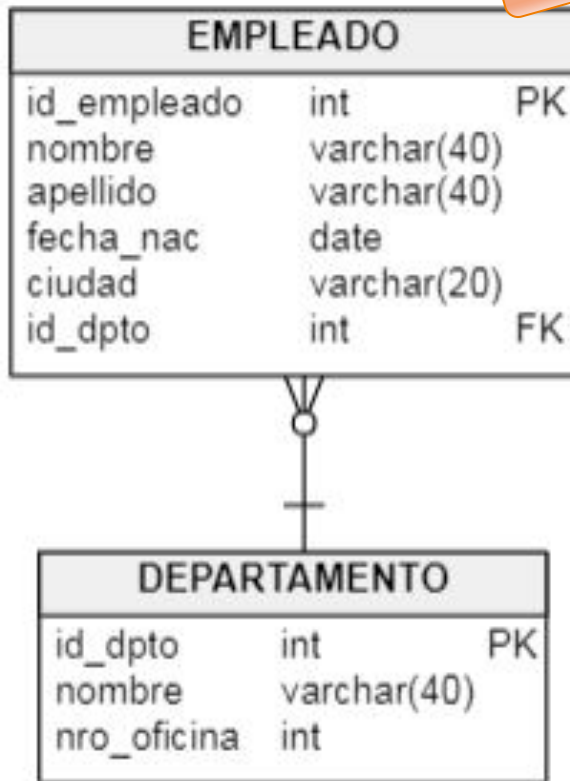 EMPLEADO
id_empleado int PK
nombre varchar(40)
apellido varchar(40)
fecha_nac date
ciudad varchar(20)
id_dpto int FK
DEPARTAMENTO
id_dpto int PK
nombre varchar(40)
nro_oficina int